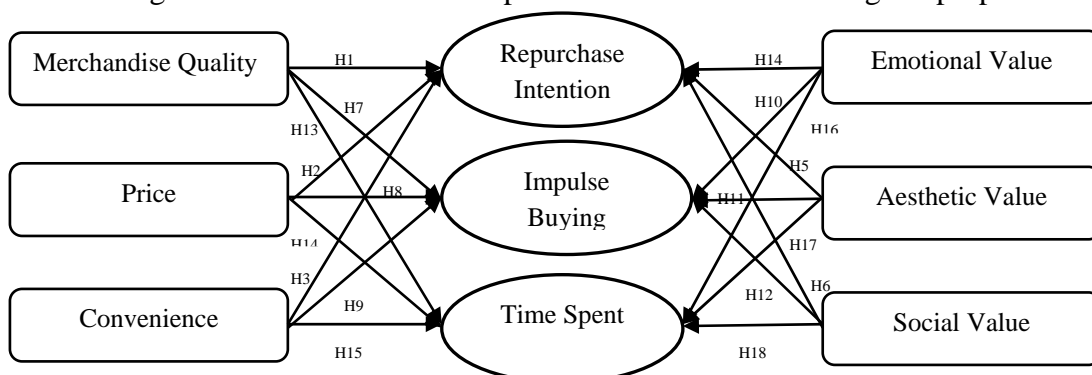 Merchandise Quality
H1
Repurchase
Intention
H14
Emotional Value
H7
H10
H13
H16
H2
H5
Price
H8
Impulse
Buying
H11
Aesthetic Value
H14
H17
H3
H6
H9
H12
Convenience
Time Spent
Social Value
H15
H18